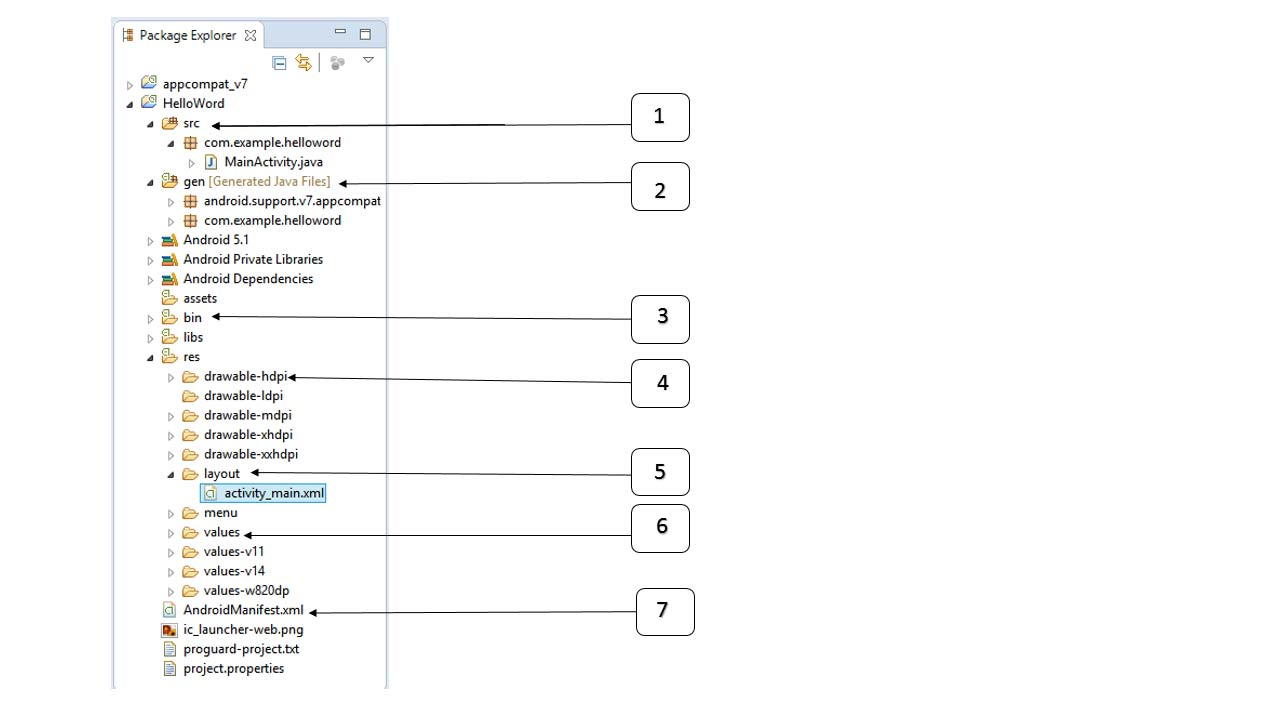 Package Explorer
appcompat_v7
HelloWord
src
1
com.example.helloword
MainActivity.java
gen [Generated Java Files]
2
android.support.v7.appcompat
com.example.helloword
Android 5.1
Android Private Libraries
Android Dependencies
assets
bin
3
libs
res
drawable-hdpi
4
drawable-ldpi
drawable-mdpi
drawable-xhdpi
drawable-xxhdpi
layout
5
activity_main.xml
menu
values
6
values-v11
values-v14
values-w820dp
AndroidManifest.xml
7
ic_launcher-web.png
proguard-project.txt
project.properties